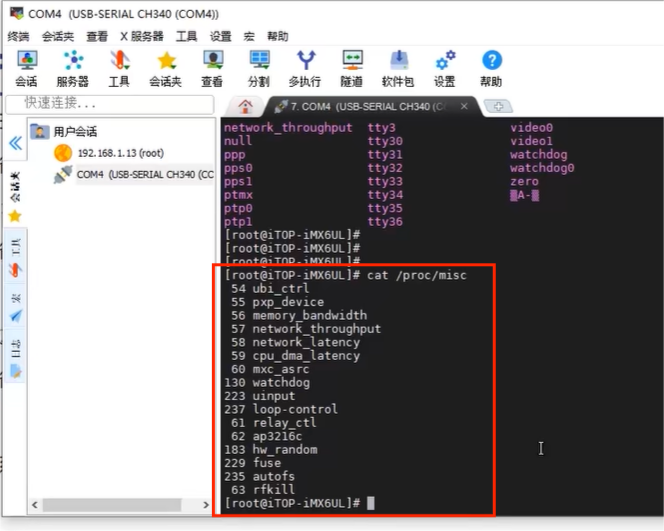 COM4 (USB-SERIAL CH340 (COM4))
终端 会话夹 查看 X 服务器 工具 设置 宏 帮助
会话 服务器 工具 会话夹 查看 分割 多执行 隧道 软件包 设置 帮助
快速连接...
7. COM4 (USB-SERIAL CH340 (C
用户会话
192.168.1.13 (root)
COM4 (USB-SERIAL CH340 (CC
会话夹
工具
宏
日志
network_throughput tty3 video0
null tty30 video1
ppp tty31 watchdog
pps0 tty32 watchdog0
pps1 tty33 zero
ptmx tty34
ptp0 tty35
ptp1 tty36
[root@iTOP-iMX6UL]#
[root@iTOP-iMX6UL]#
[root@iTOP-iMX6UL]#
[root@iTOP-iMX6UL]# cat /proc/misc
54 ubi_ctrl
55 pxp_device
56 memory_bandwidth
57 network_throughput
58 network_latency
59 cpu_dma_latency
60 mxc_asrc
130 watchdog
223 uinput
237 loop-control
61 relay_ctl
62 ap3216c
183 hw_random
229 fuse
235 autofs
63 rfkill
[root@iTOP-iMX6UL]#